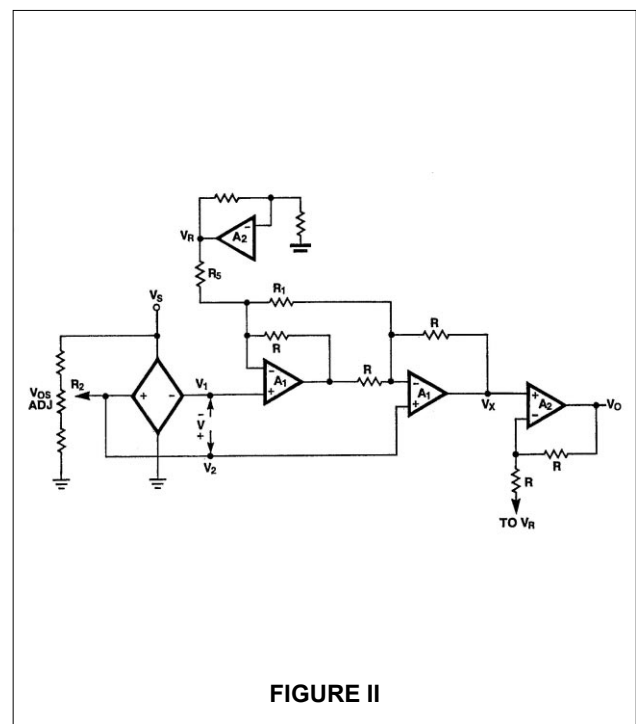 A2
VR
R5
VS
R1
R
R
R
R2
VOS
ADJ
+
-
V1
-
+
A1
-
+
A1
VX
+
-
A2
VO
-
V
+
V2
R
R
TO VR
FIGURE II